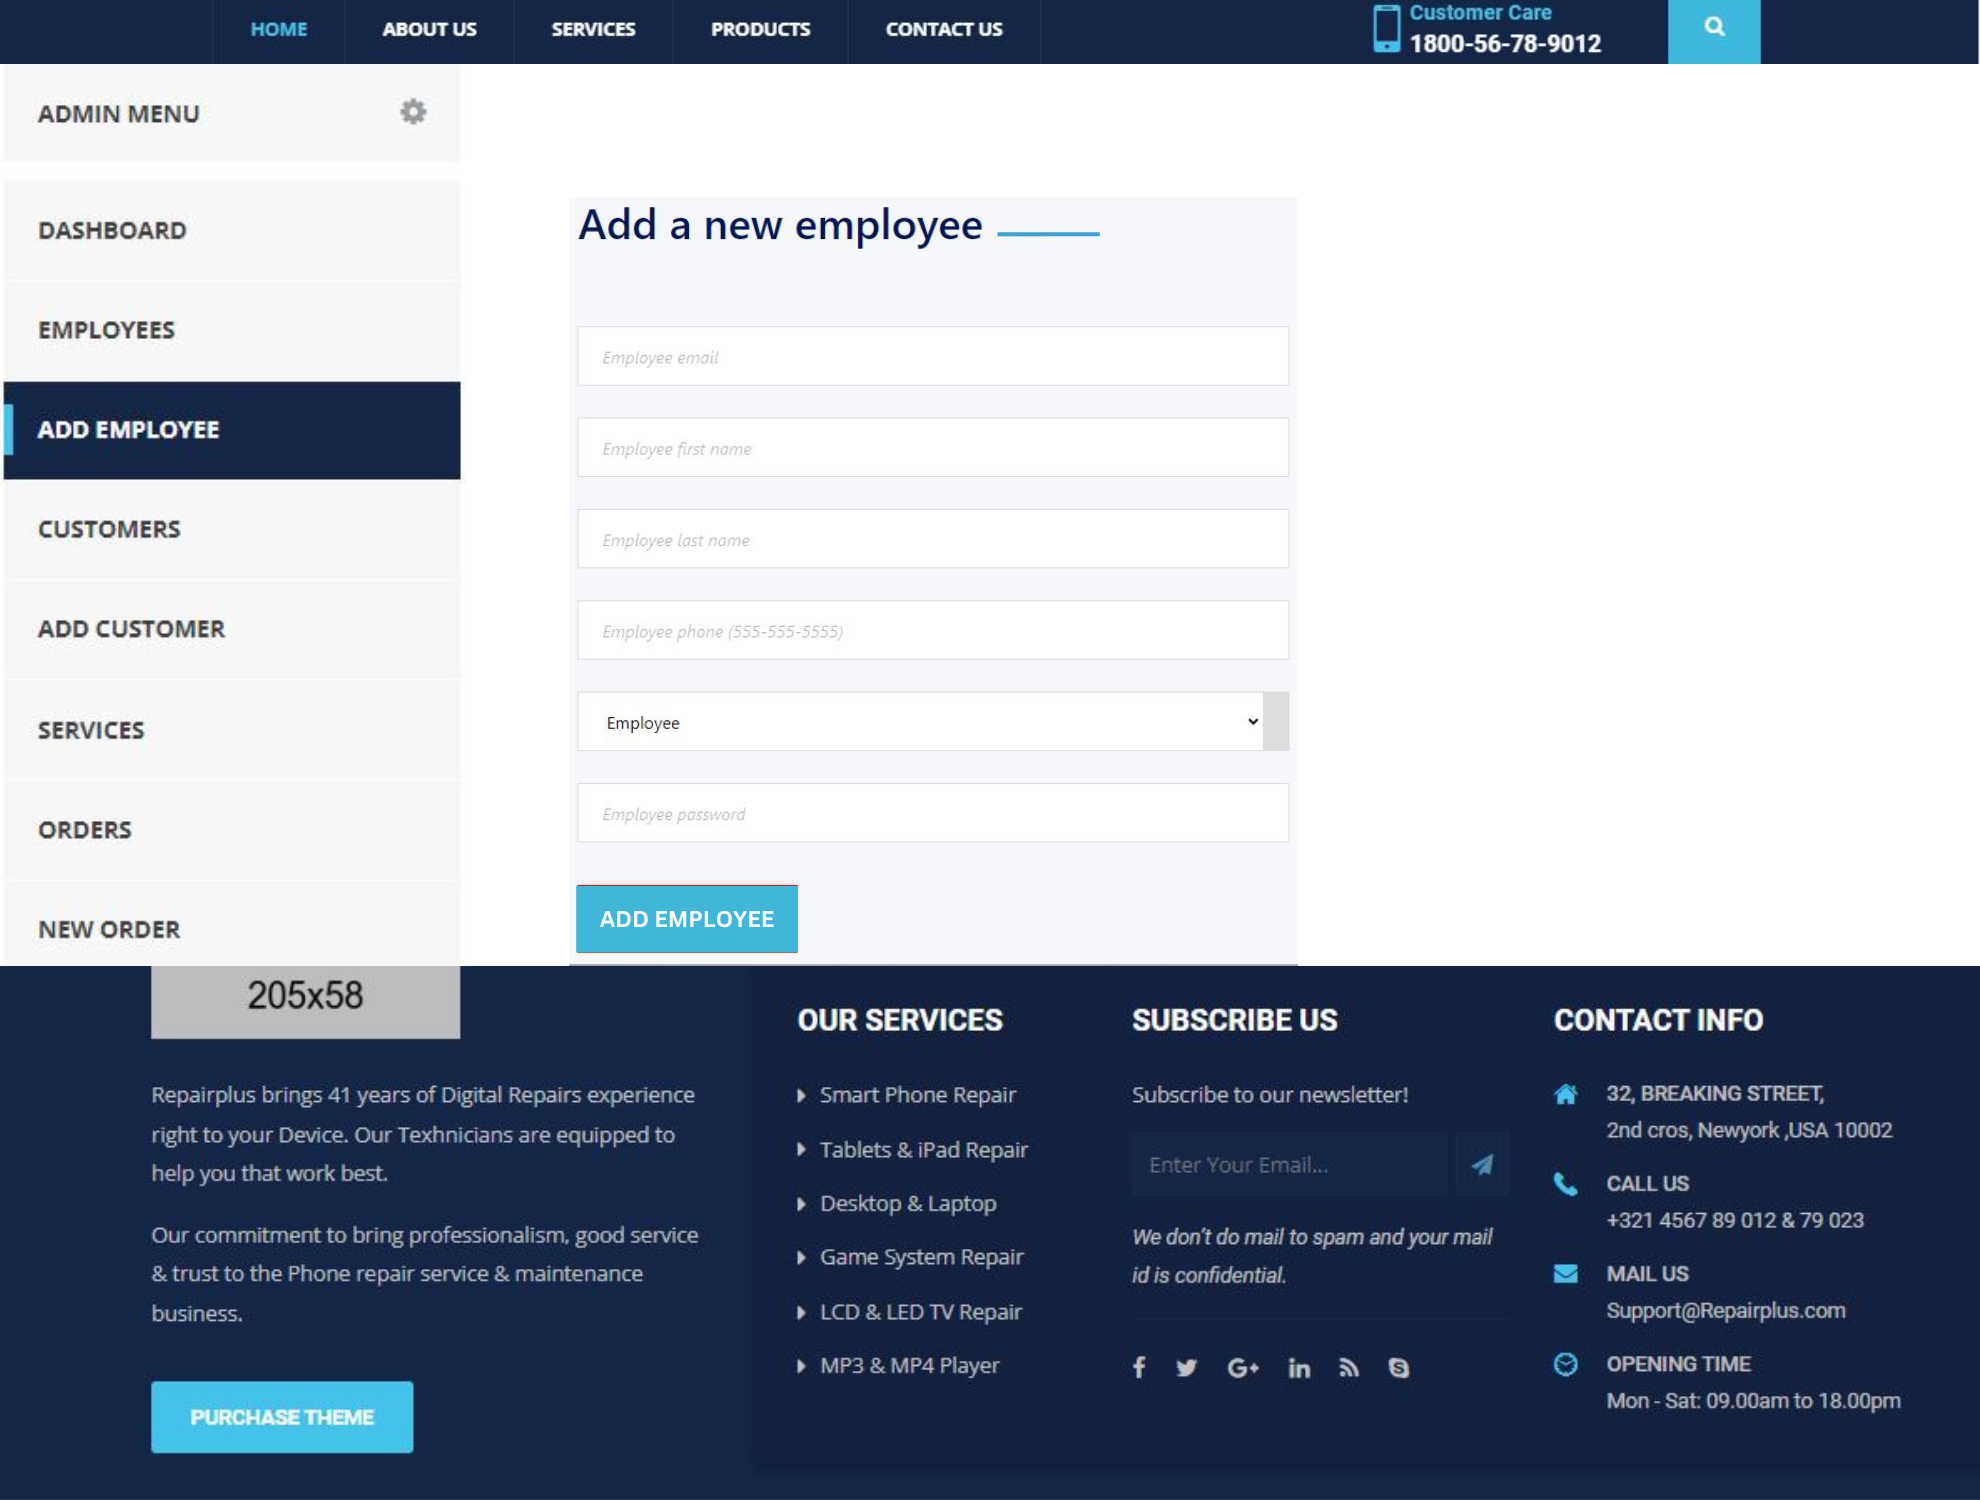 HOME
ABOUT US
SERVICES
PRODUCTS
CONTACT US
Customer Care
1800-56-78-9012
ADMIN MENU
DASHBOARD
EMPLOYEES
ADD EMPLOYEE
CUSTOMERS
ADD CUSTOMER
SERVICES
ORDERS
NEW ORDER
Add a new employee
Employee email
Employee first name
Employee last name
Employee phone (555-555-5555)
Employee
Employee password
ADD EMPLOYEE
205x58
Repairplus brings 41 years of Digital Repairs experience
right to your Device. Our Texhnicians are equipped to
help you that work best.
Our commitment to bring professionalism, good service
& trust to the Phone repair service & maintenance
business.
PURCHASE THEME
OUR SERVICES
Smart Phone Repair
Tablets & iPad Repair
Desktop & Laptop
Game System Repair
LCD & LED TV Repair
MP3 & MP4 Player
SUBSCRIBE US
Subscribe to our newsletter!
Enter Your Email...
We don't do mail to spam and your mail
id is confidential.
CONTACT INFO
32, BREAKING STREET,
2nd cros, Newyork ,USA 10002
CALL US
+321 4567 89 012 & 79 023
MAIL US
Support@Repairplus.com
OPENING TIME
Mon - Sat: 09.00am to 18.00pm